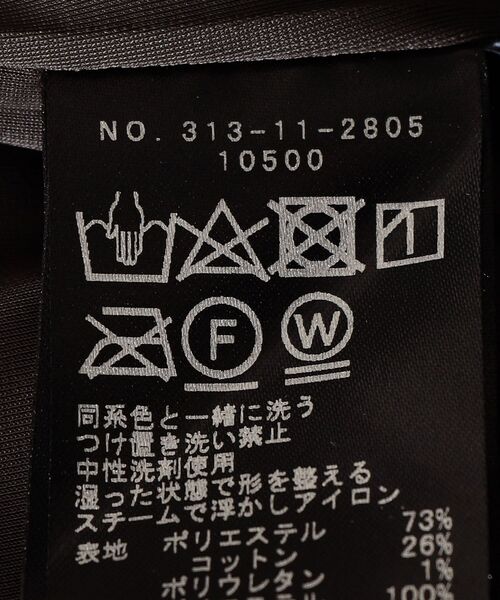 NO. 313-11-2805
10500
F W
同系色と一緒に洗う
つけ置き洗い禁止
中性洗剤使用
湿った状態で形を整える
スチームで浮かしアイロン
表地 ポリエステル 73%
コットン 26%
ポリウレタン 1%
100%